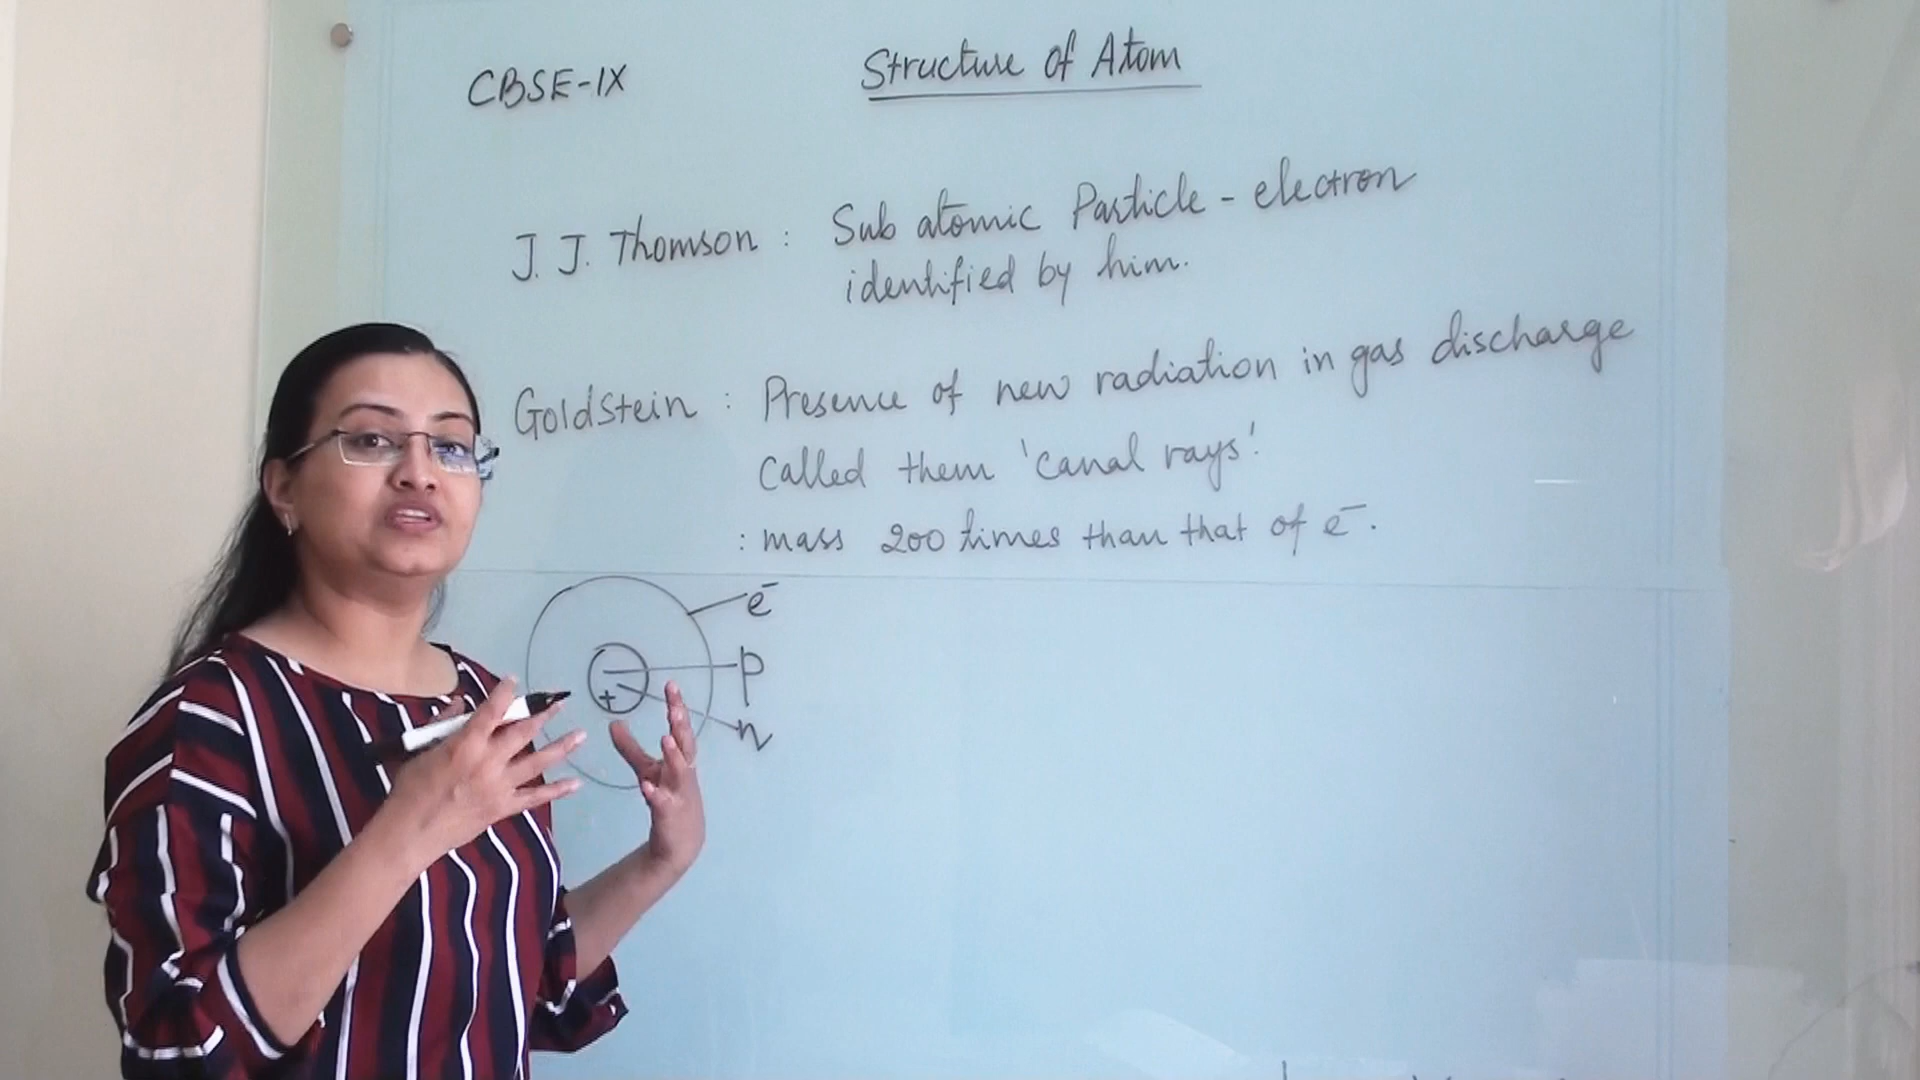 CBSE-IX
Structure of Atom
J. J. Thomson : Sub atomic Particle - electron
identified by him.
Goldstein : Presence of new radiation in gas discharge
called them 'canal rays'.
: mass 200 times than that of e⁻.
e⁻
p
+
n